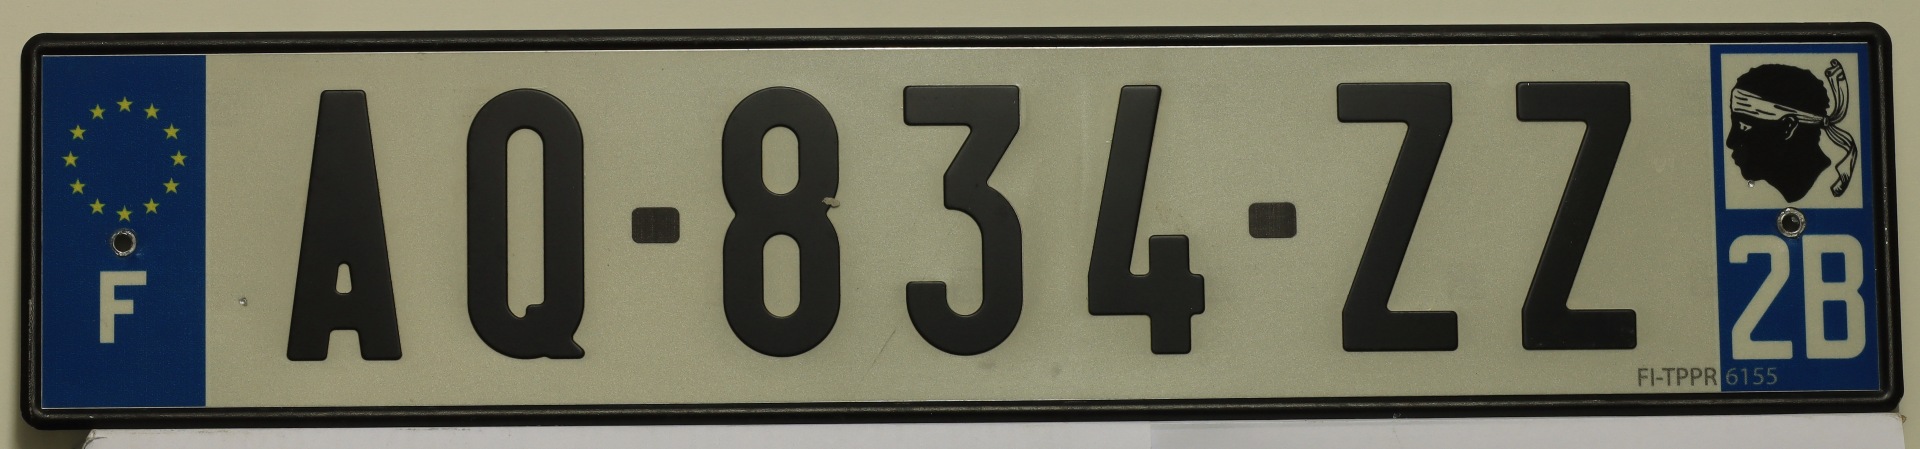 F AQ-834-ZZ 2B
FI-TPPR 6155